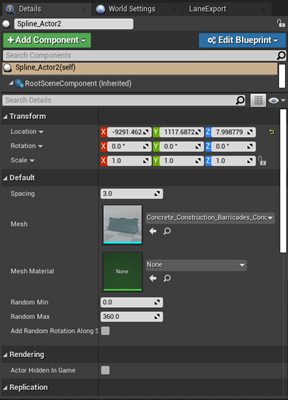 Details
World Settings
LaneExport
Spline_Actor2
Add Component
Edit Blueprint
Spline_Actor2(self)
RootSceneComponent (Inherited)
Search Details
Transform
Location X -9291.462 Y 1117.6872 Z 7.998779
Rotation X 0.0 ° Y 0.0 ° Z 0.0 °
Scale X 1.0 Y 1.0 Z 1.0
Default
Spacing 3.0
Mesh Concrete_Construction_Barricades_Conc
Mesh Material None None
Random Min 0.0
Random Max 360.0
Add Random Rotation Along S
Rendering
Actor Hidden In Game
Replication